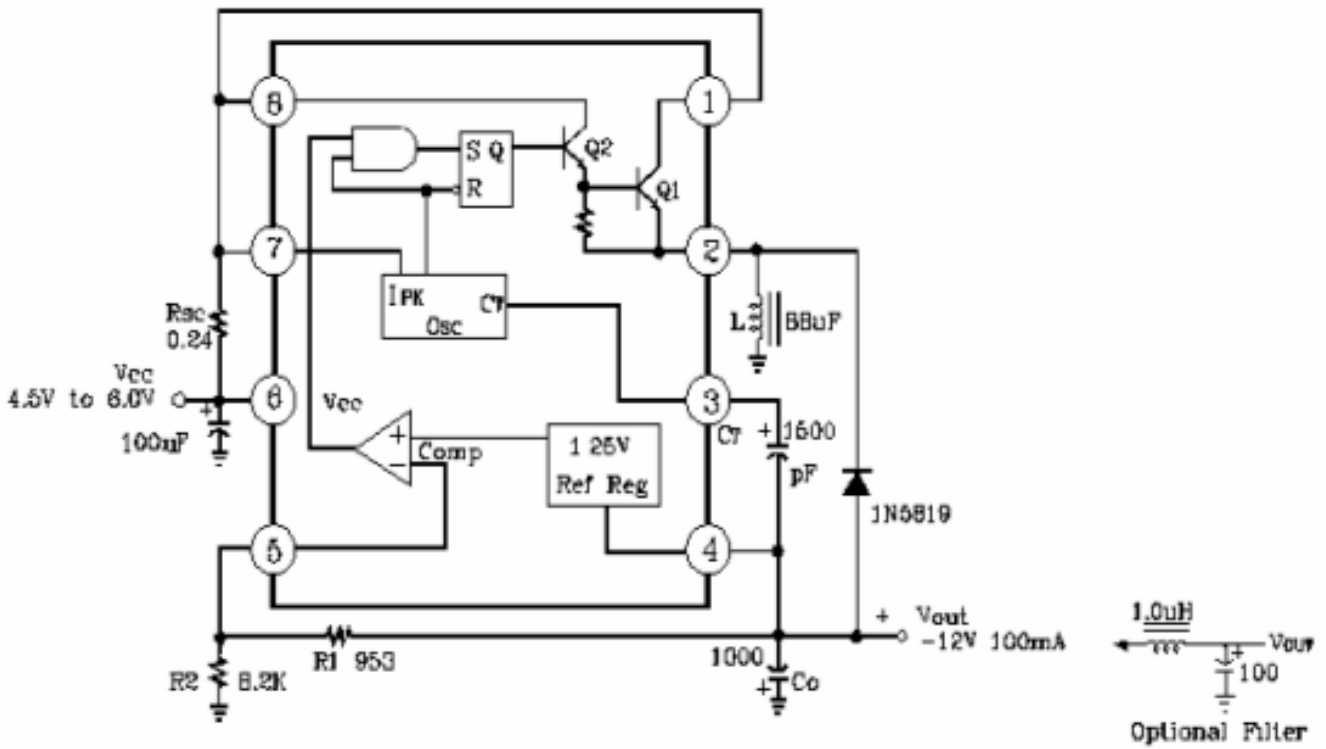 8
1
S Q
Q2
R
Q1
7
2
IPK
CT
Osc
Rsc
0.24
L
88uF
Vcc
4.5V to 6.0V
6
3
Vcc
+
CT
+
1500
100uF
+
−
Comp
1.25V
Ref Reg
pF
1N5819
5
4
+
Vout
-12V 100mA
1.0uH
R1 953
1000
Vout
+
R2
8.2K
+
Co
100
Optional Filter